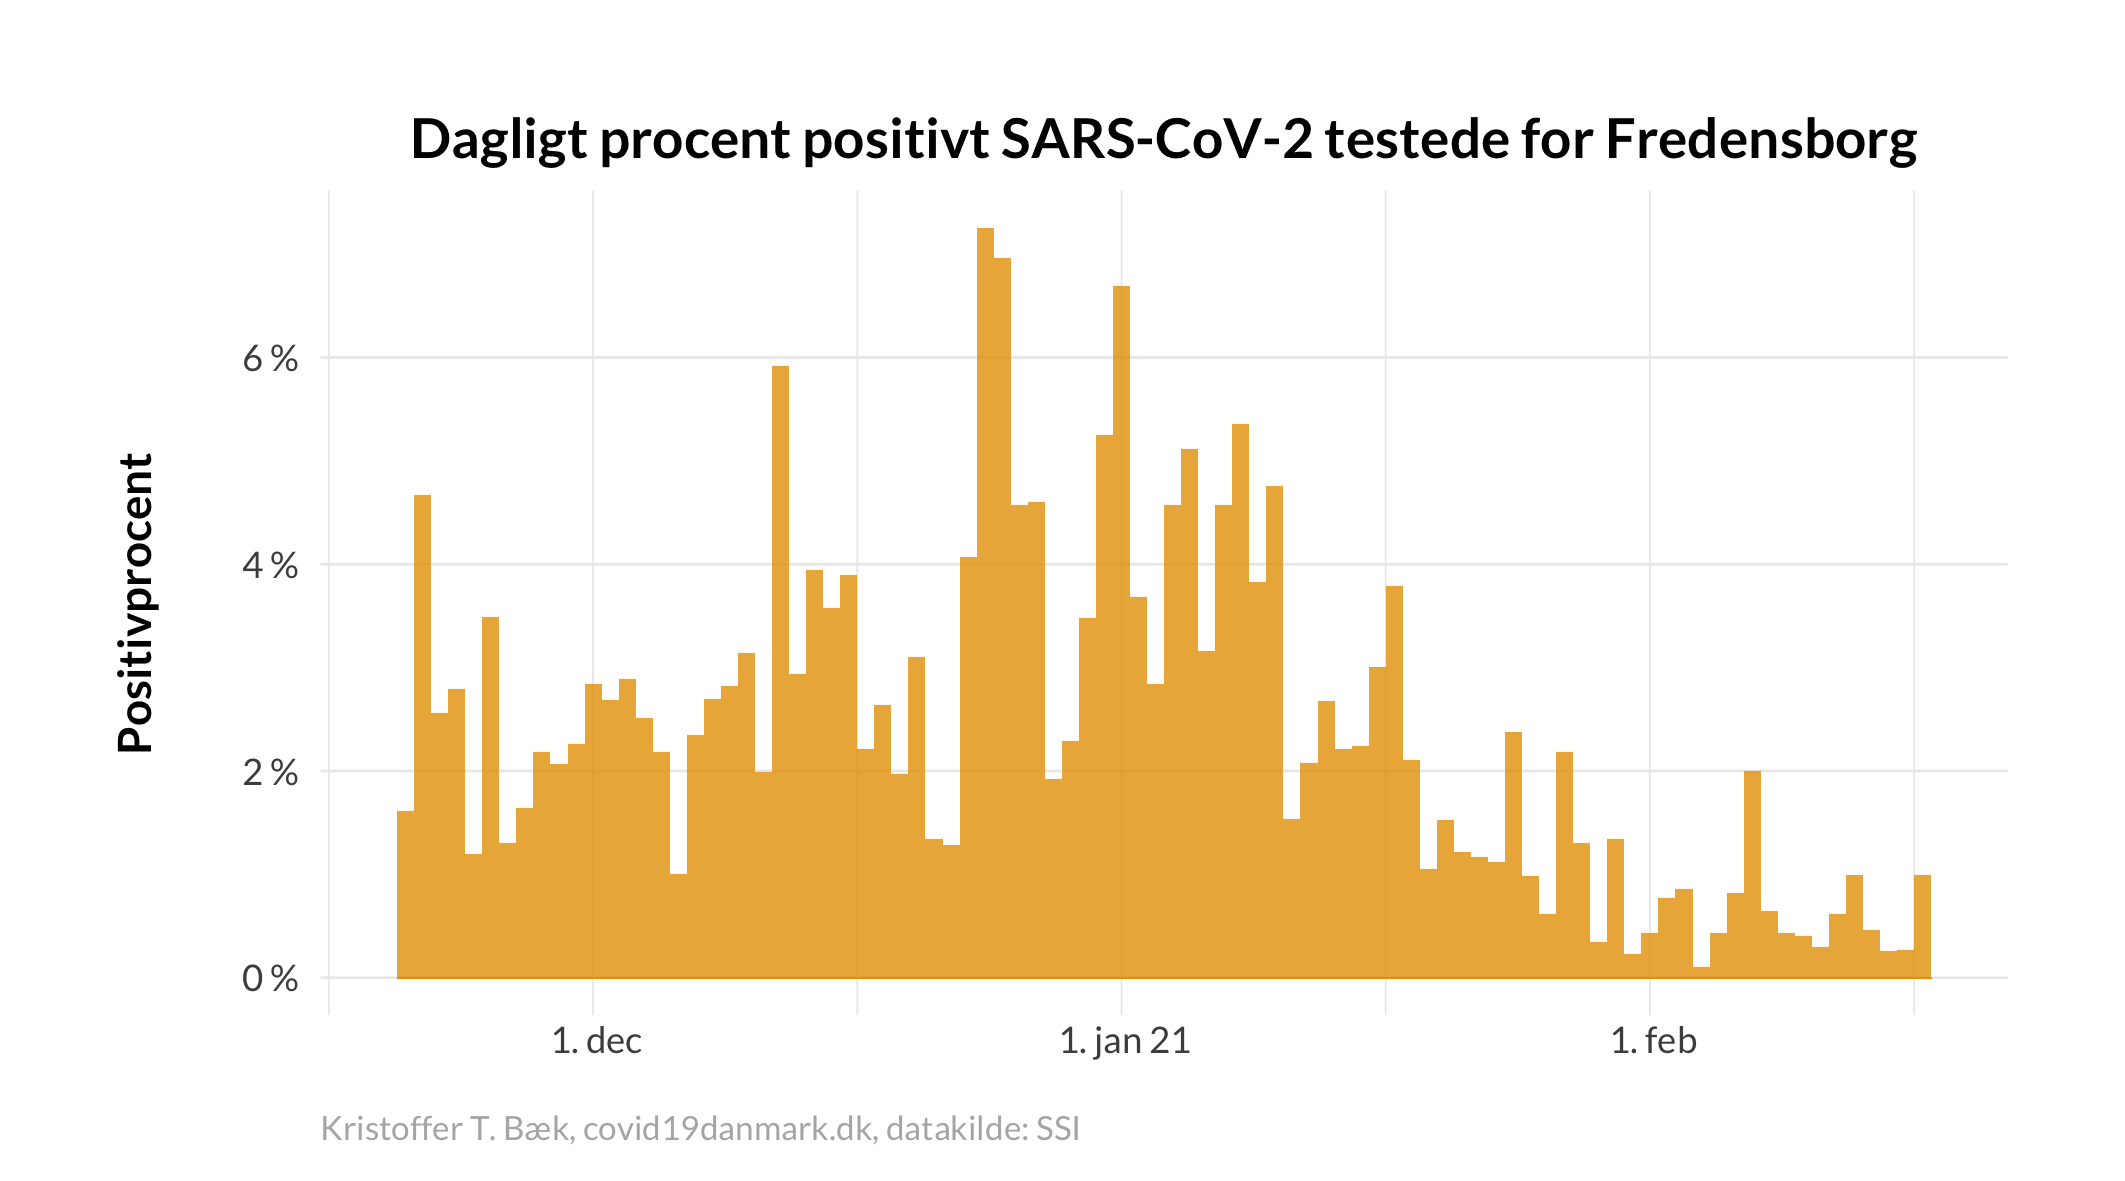 Dagligt procent positivt SARS-CoV-2 testede for Fredensborg
Positivprocent
6 %
4 %
2 %
0 %
1. dec
1. jan 21
1. feb
Kristoffer T. Bæk, covid19danmark.dk, datakilde: SSI